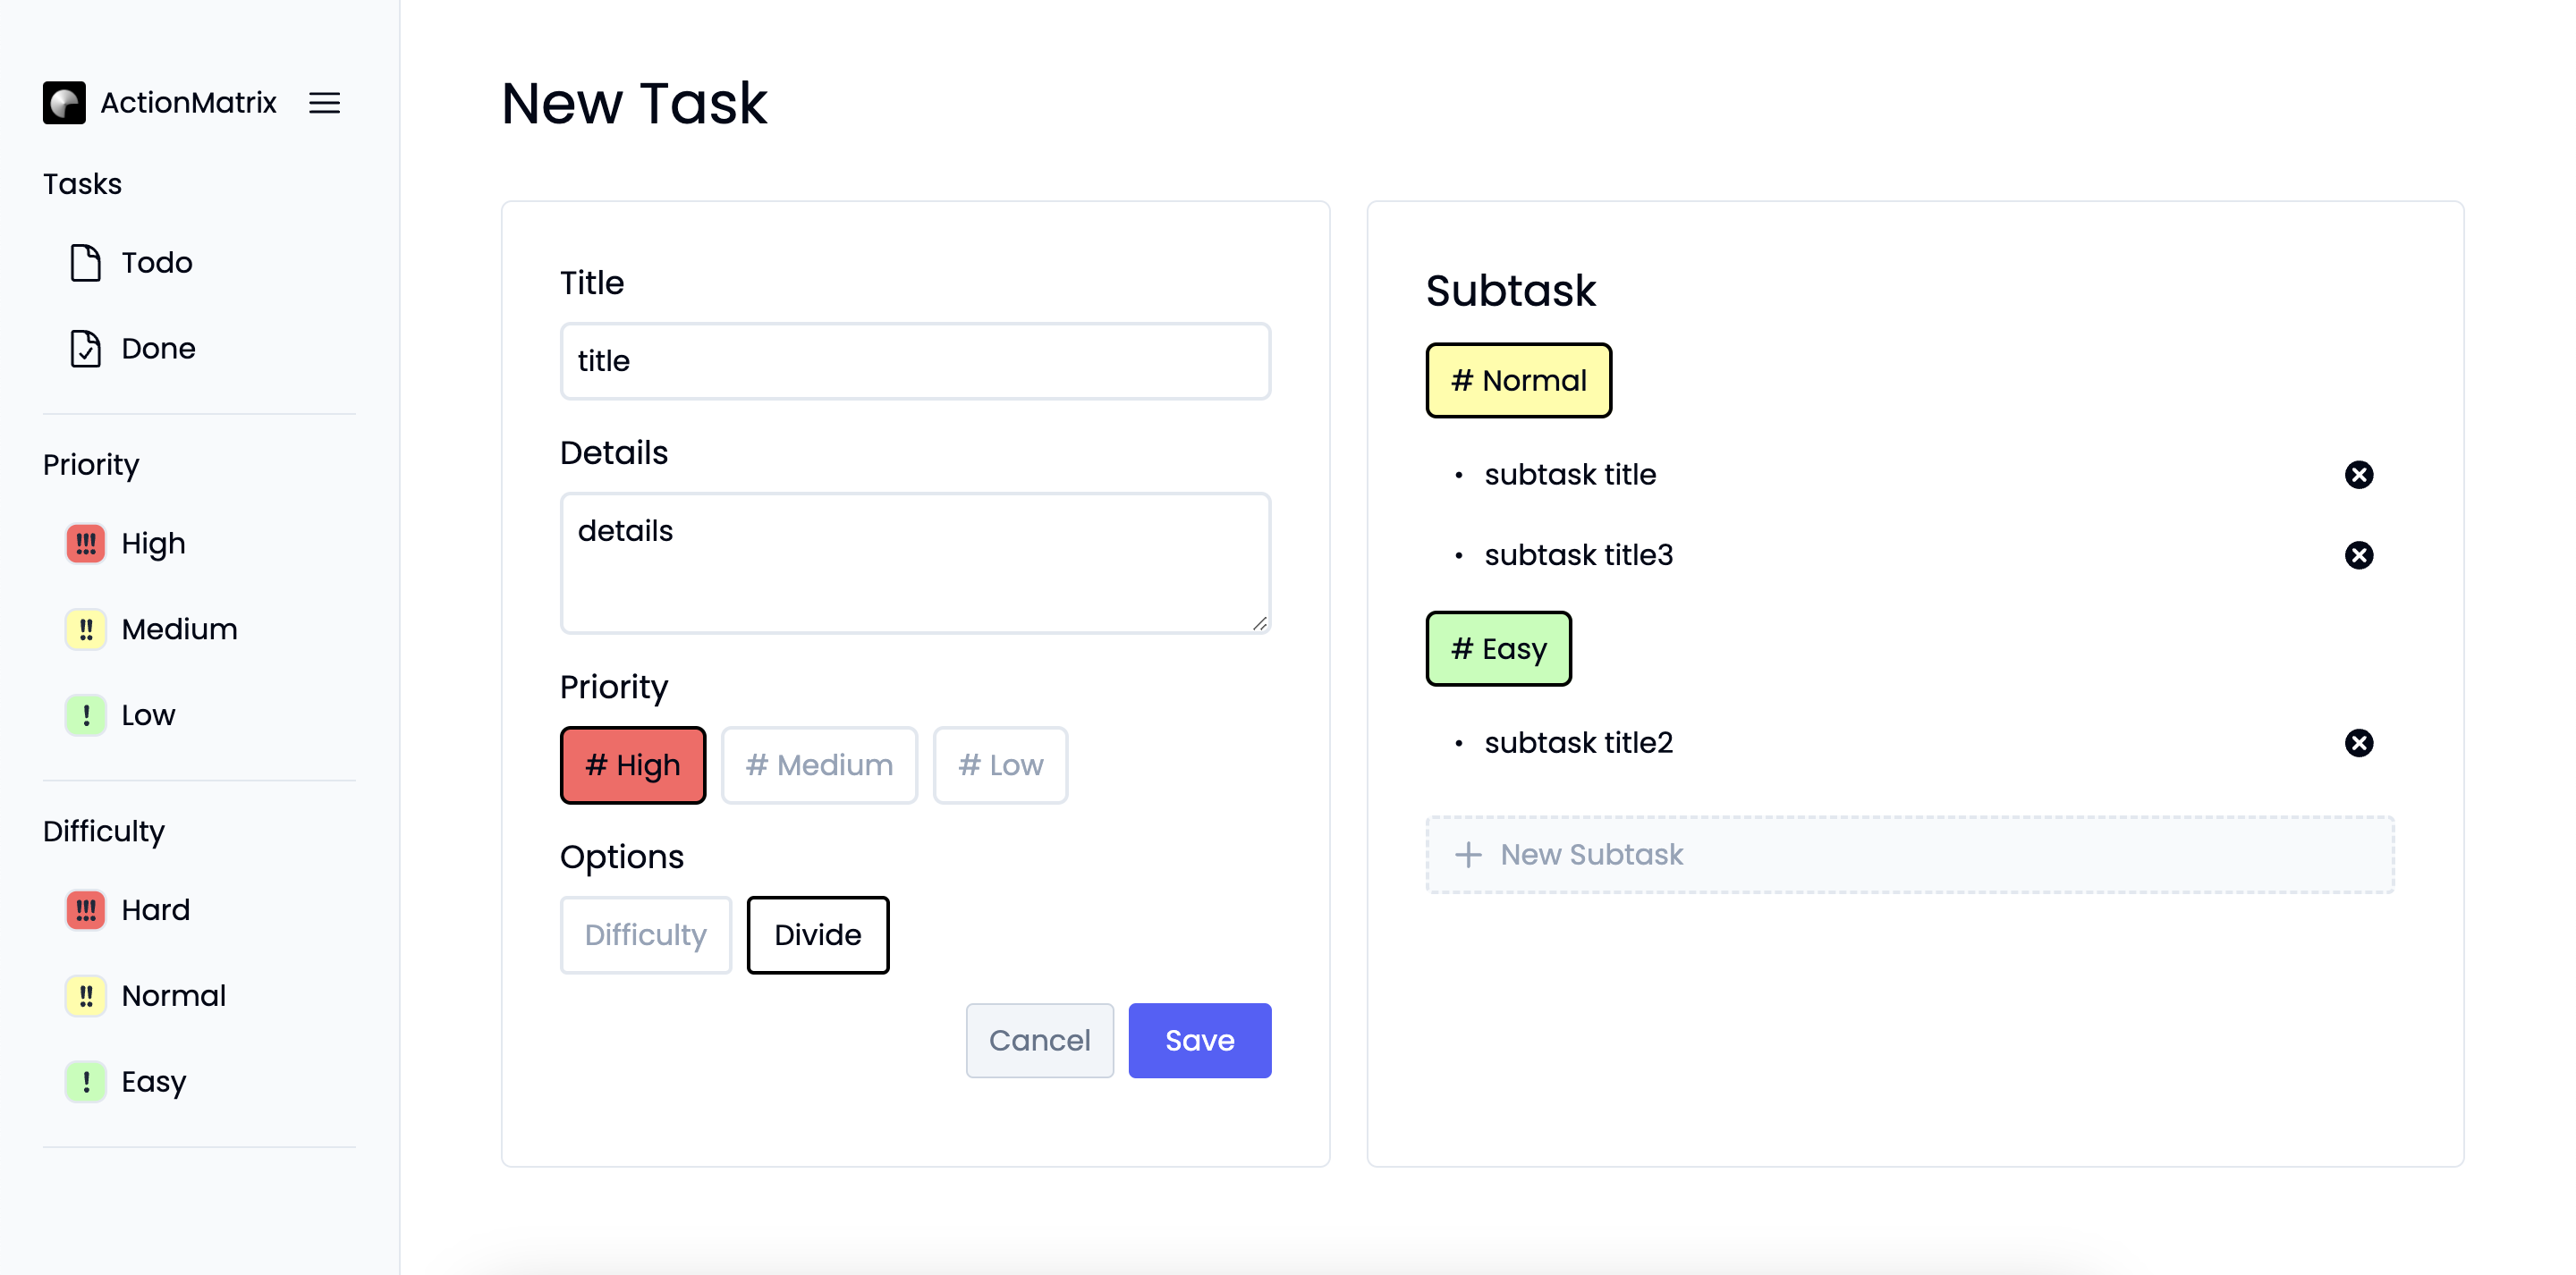 ActionMatrix
Tasks
Todo
Done
Priority
!!! High
!! Medium
! Low
Difficulty
!!! Hard
!! Normal
! Easy
New Task
Title
title
Details
details
Priority
# High # Medium # Low
Options
Difficulty Divide
Cancel Save
Subtask
# Normal
• subtask title
• subtask title3
# Easy
• subtask title2
+ New Subtask